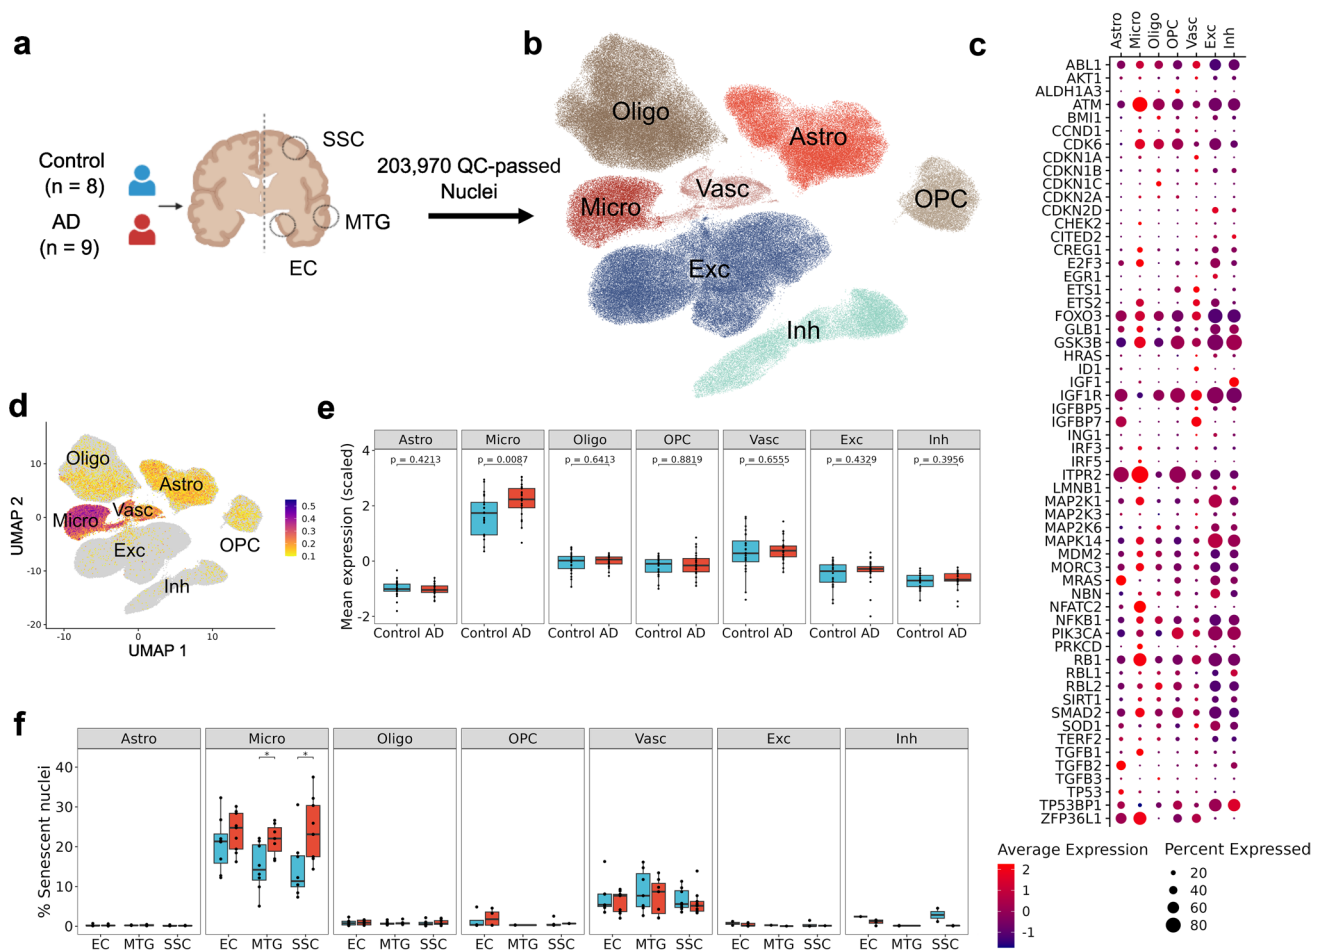 a
Control
(n = 8)
AD
(n = 9)
SSC
MTG
EC
203,970 QC-passed
Nuclei
b
Oligo
Astro
Micro
Vasc
OPC
Exc
Inh
c
Astro
Micro
Oligo
OPC
Vasc
Exc
Inh
ABL1
AKT1
ALDH1A3
ATM
BMI1
CCND1
CDK6
CDKN1A
CDKN1B
CDKN1C
CDKN2A
CDKN2D
CHEK2
CITED2
CREG1
E2F3
EGR1
ETS1
ETS2
FOXO3
GLB1
GSK3B
HRAS
ID1
IGF1
IGF1R
IGFBP5
IGFBP7
ING1
IRF3
IRF5
ITPR2
LMNB1
MAP2K1
MAP2K3
MAP2K6
MAPK14
MDM2
MORC3
MRAS
NBN
NFATC2
NFKB1
PIK3CA
PRKCD
RB1
RBL1
RBL2
SIRT1
SMAD2
SOD1
TERF2
TGFB1
TGFB2
TGFB3
TP53
TP53BP1
ZFP36L1
Average Expression
2
1
0
-1
-2
Percent Expressed
20
40
60
80
d
UMAP 2
10
0
-10
-20
-10 0 10
UMAP 1
Oligo
Astro
Micro
Vasc
OPC
Exc
Inh
0.5
0.4
0.3
0.2
0.1
e
Mean expression (scaled)
4
2
0
-2
Astro Micro Oligo OPC Vasc Exc Inh
p = 0.4213 p = 0.0087 p = 0.6413 p = 0.8819 p = 0.6555 p = 0.4329 p = 0.3956
Control AD Control AD Control AD Control AD Control AD Control AD Control AD
f
% Senescent nuclei
40
30
20
10
0
Astro Micro Oligo OPC Vasc Exc Inh
* *
EC MTG SSC EC MTG SSC EC MTG SSC EC MTG SSC EC MTG SSC EC MTG SSC EC MTG SSC